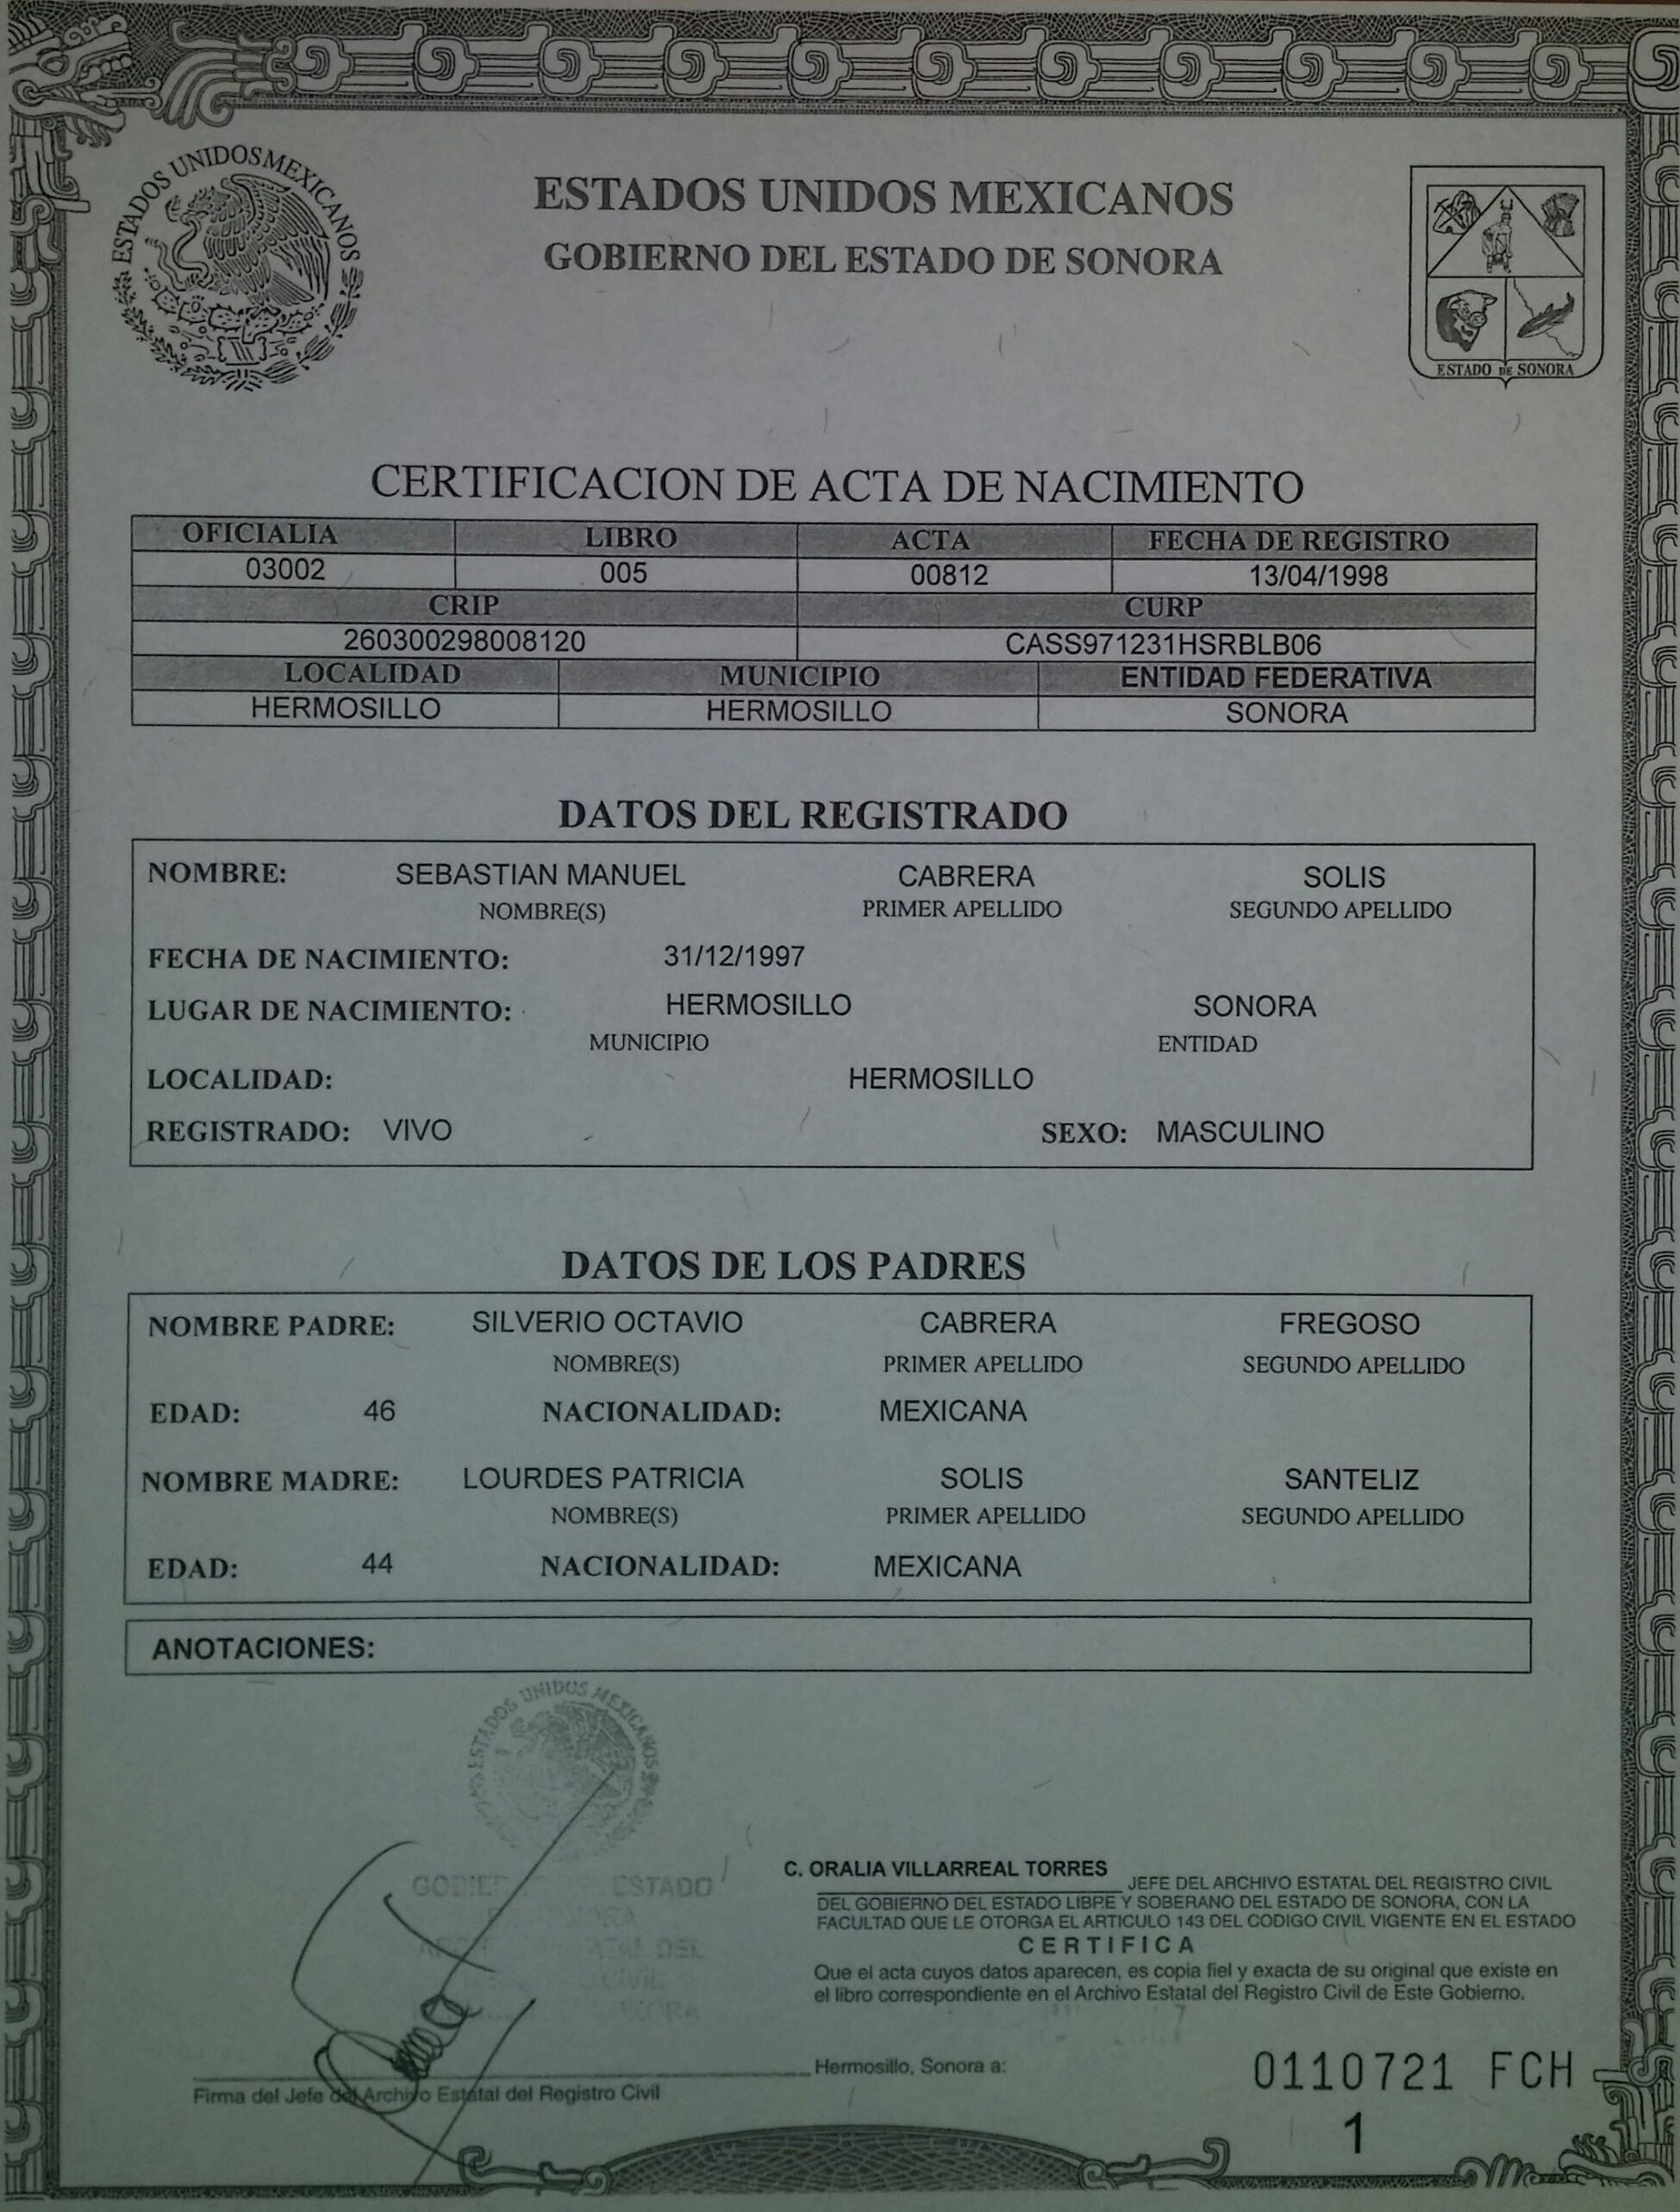 ESTADOS UNIDOS MEXICANOS
ESTADOS UNIDOS MEXICANOS
GOBIERNO DEL ESTADO DE SONORA
ESTADO DE SONORA
CERTIFICACION DE ACTA DE NACIMIENTO
OFICIALIA LIBRO ACTA FECHA DE REGISTRO
03002 005 00812 13/04/1998
CRIP CURP
260300298008120 CASS971231HSRBLB06
LOCALIDAD MUNICIPIO ENTIDAD FEDERATIVA
HERMOSILLO HERMOSILLO SONORA
DATOS DEL REGISTRADO
NOMBRE: SEBASTIAN MANUEL CABRERA SOLIS
NOMBRE(S) PRIMER APELLIDO SEGUNDO APELLIDO
FECHA DE NACIMIENTO: 31/12/1997
LUGAR DE NACIMIENTO: HERMOSILLO SONORA
MUNICIPIO ENTIDAD
LOCALIDAD: HERMOSILLO
REGISTRADO: VIVO SEXO: MASCULINO
DATOS DE LOS PADRES
NOMBRE PADRE: SILVERIO OCTAVIO CABRERA FREGOSO
NOMBRE(S) PRIMER APELLIDO SEGUNDO APELLIDO
EDAD: 46 NACIONALIDAD: MEXICANA
NOMBRE MADRE: LOURDES PATRICIA SOLIS SANTELIZ
NOMBRE(S) PRIMER APELLIDO SEGUNDO APELLIDO
EDAD: 44 NACIONALIDAD: MEXICANA
ANOTACIONES:
ESTADOS UNIDOS MEXICANOS
ESTADO
DEL
C. ORALIA VILLARREAL TORRES JEFE DEL ARCHIVO ESTATAL DEL REGISTRO CIVIL
DEL GOBIERNO DEL ESTADO LIBRE Y SOBERANO DEL ESTADO DE SONORA, CON LA
FACULTAD QUE LE OTORGA EL ARTICULO 143 DEL CODIGO CIVIL VIGENTE EN EL ESTADO
CERTIFICA
Que el acta cuyos datos aparecen, es copia fiel y exacta de su original que existe en
el libro correspondiente en el Archivo Estatal del Registro Civil de Este Gobierno.
Hermosillo, Sonora a:
Firma del Jefe del Archivo Estatal del Registro Civil
0110721 FCH
1